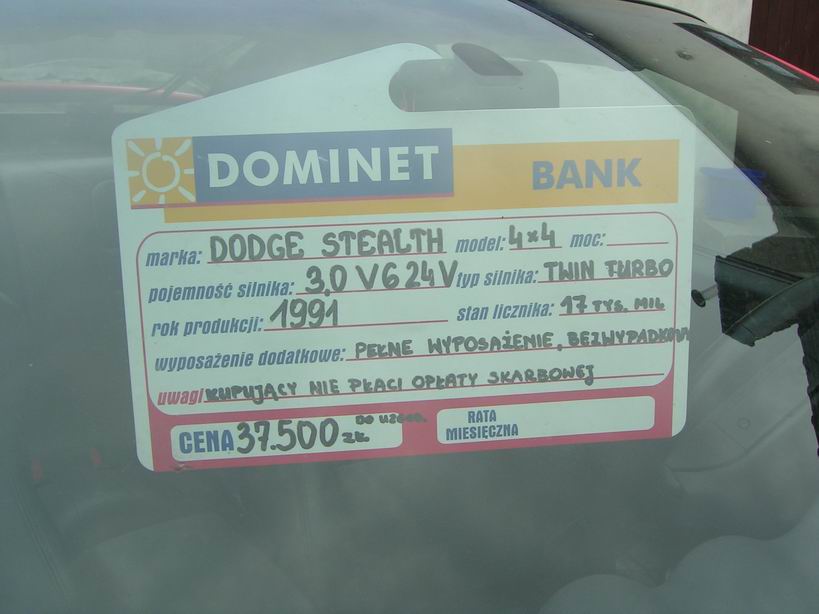 DOMINET BANK
marka: DODGE STEALTH model: 4x4 moc:
pojemność silnika: 3,0 V6 24V typ silnika: TWIN TURBO
rok produkcji: 1991 stan licznika: 17 TYS. MIL
wyposażenie dodatkowe: PEŁNE WYPOSAŻENIE, BEZWYPADKOWY
uwagi KUPUJĄCY NIE PŁACI OPŁATY SKARBOWEJ
CENA 37.500 ZŁ DO UZGOD. RATA MIESIĘCZNA